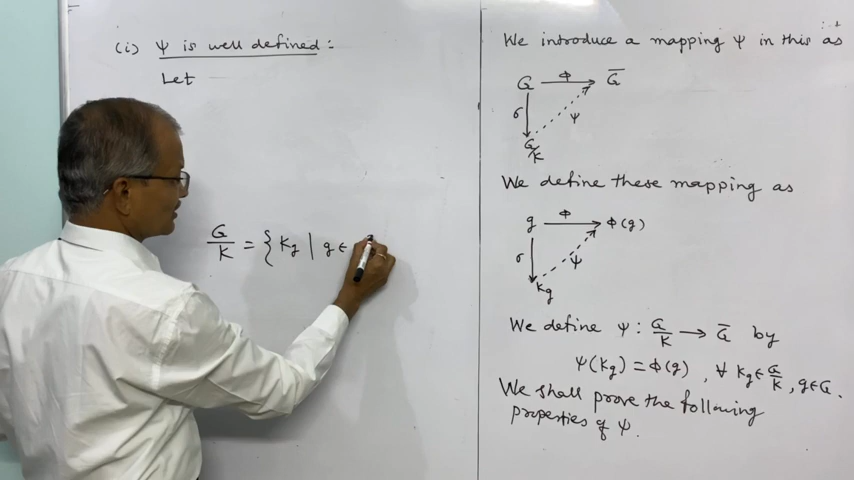 (i) ψ is well defined:
Let
G/K = { Kg | g ∈
We introduce a mapping ψ in this as
G Φ G̅
σ ψ
G/K
We define these mapping as
g Φ Φ(g)
σ ψ
Kg
We define ψ : G/K → G̅ by
ψ(Kg) = Φ(g), ∀ Kg ∈ G/K, g ∈ G.
We shall prove the following
properties of ψ.